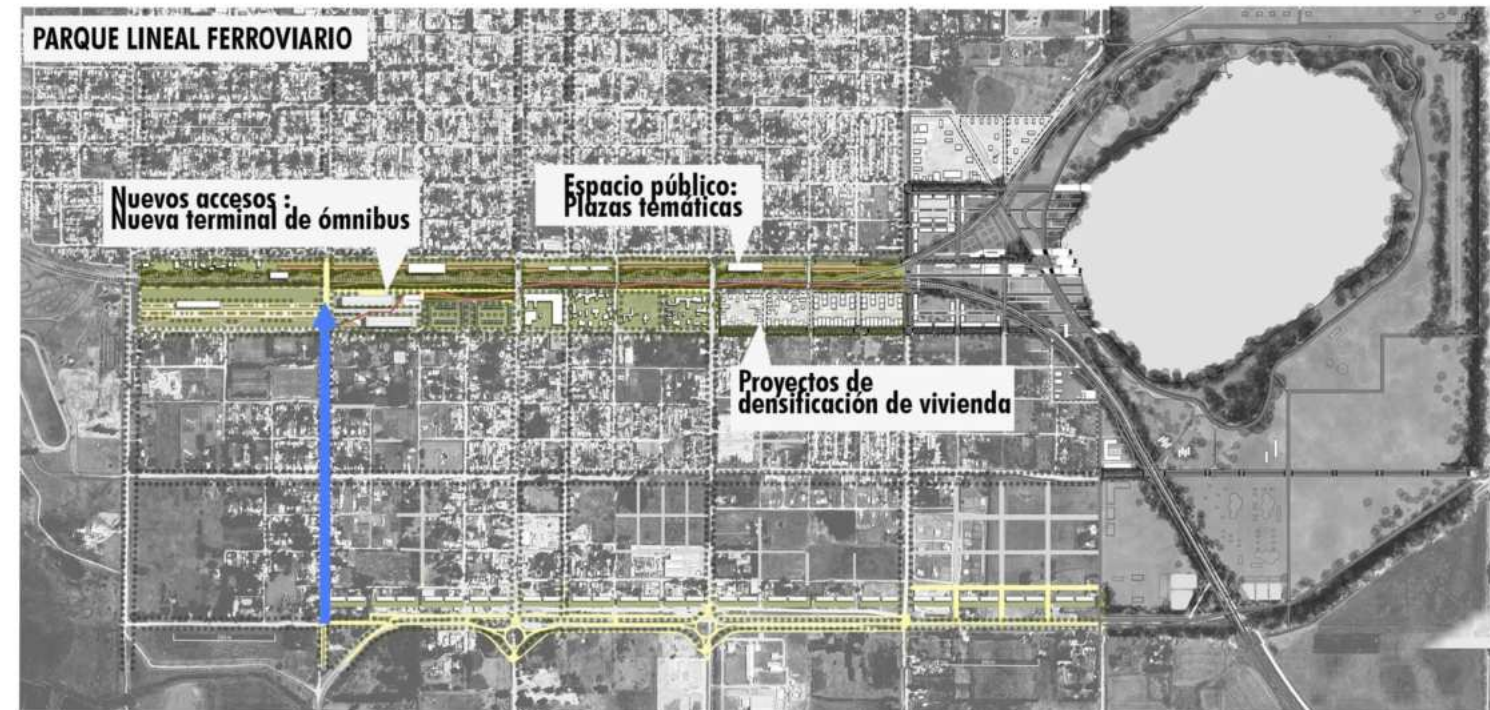 PARQUE LINEAL FERROVIARIO
Nuevos accesos :
Nueva terminal de ómnibus
Espacio público:
Plazas temáticas
Proyectos de
densificación de vivienda